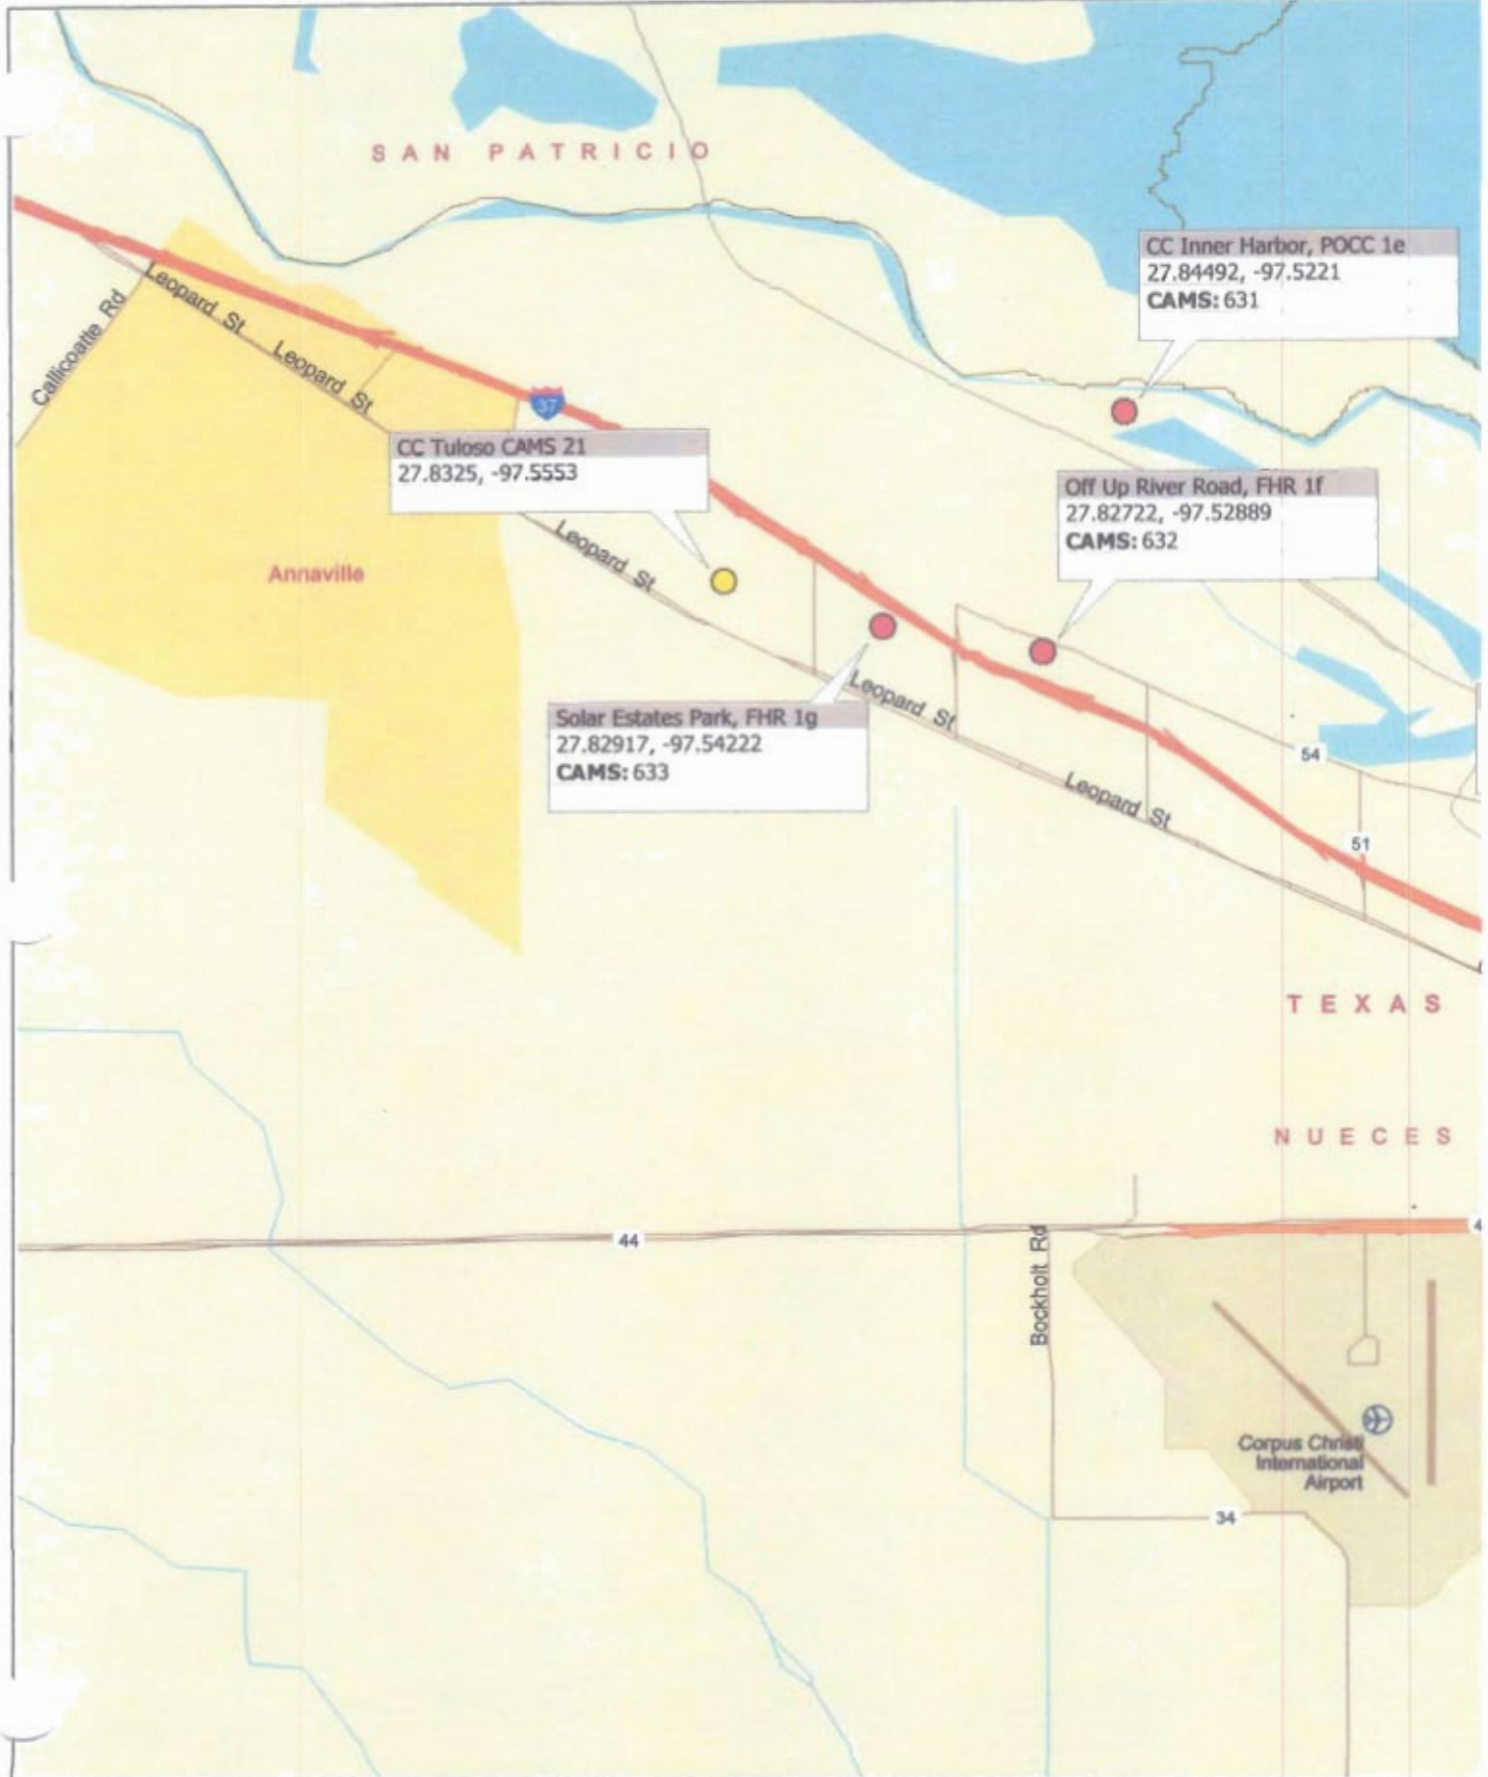 SAN PATRICIO
CC Inner Harbor, POCC 1e
27.84492, -97.5221
CAMS: 631
Callicoatte Rd
Leopard St
Leopard St
37
CC Tuloso CAMS 21
27.8325, -97.5553
Off Up River Road, FHR 1f
27.82722, -97.52889
CAMS: 632
Leopard St
Annaville
Leopard St
Solar Estates Park, FHR 1g
27.82917, -97.54222
CAMS: 633
54
Leopard St
51
TEXAS
NUECES
44
4
Bockholt Rd
Corpus Christi
International
Airport
34